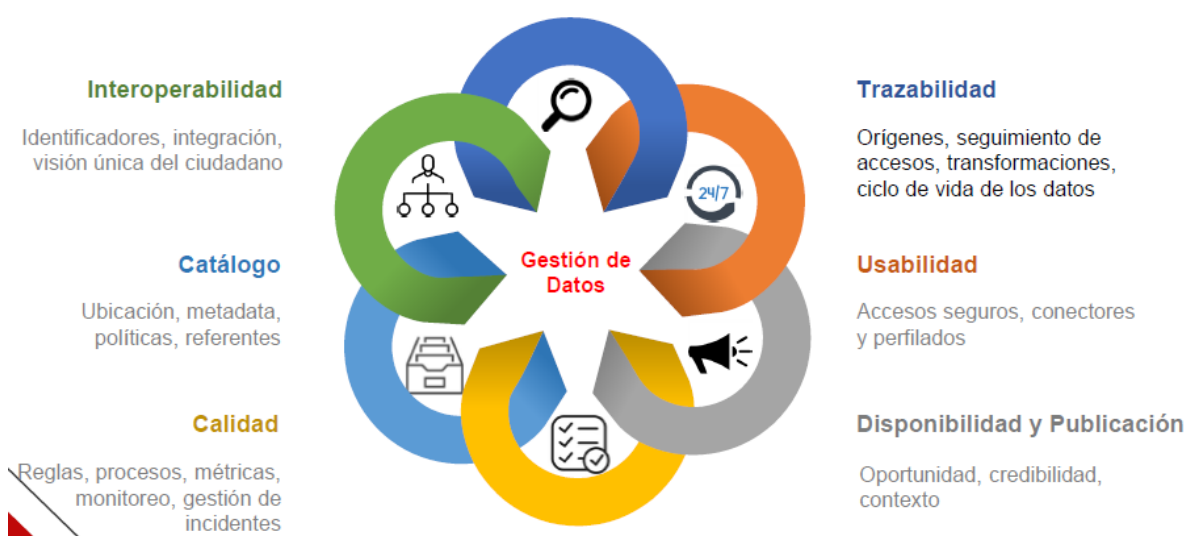 Interoperabilidad
Identificadores, integración,
visión única del ciudadano
Catálogo
Ubicación, metadata,
políticas, referentes
Calidad
Reglas, procesos, métricas,
monitoreo, gestión de
incidentes
24/7
Gestión de
Datos
Trazabilidad
Orígenes, seguimiento de
accesos, transformaciones,
ciclo de vida de los datos
Usabilidad
Accesos seguros, conectores
y perfilados
Disponibilidad y Publicación
Oportunidad, credibilidad,
contexto